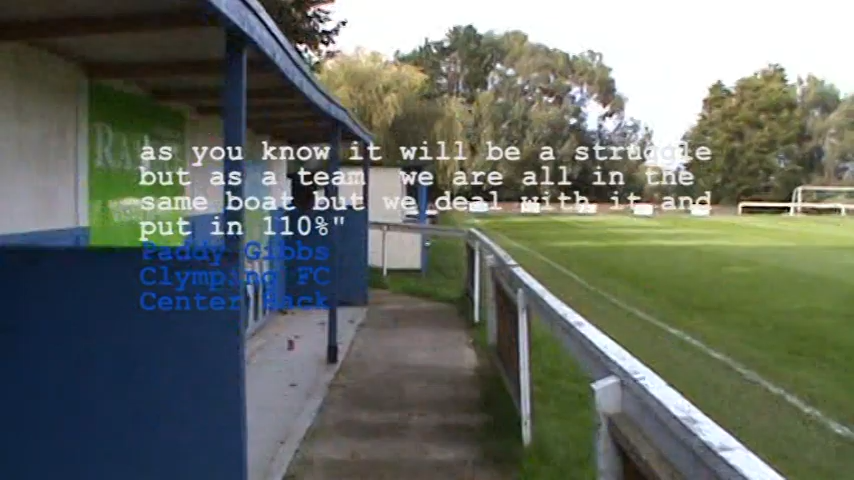 as you know it will be a struggle
but as a team we are all in the
same boat but we deal with it and
put in 110%"
Paddy Gibbs
Clymping FC
Center Back